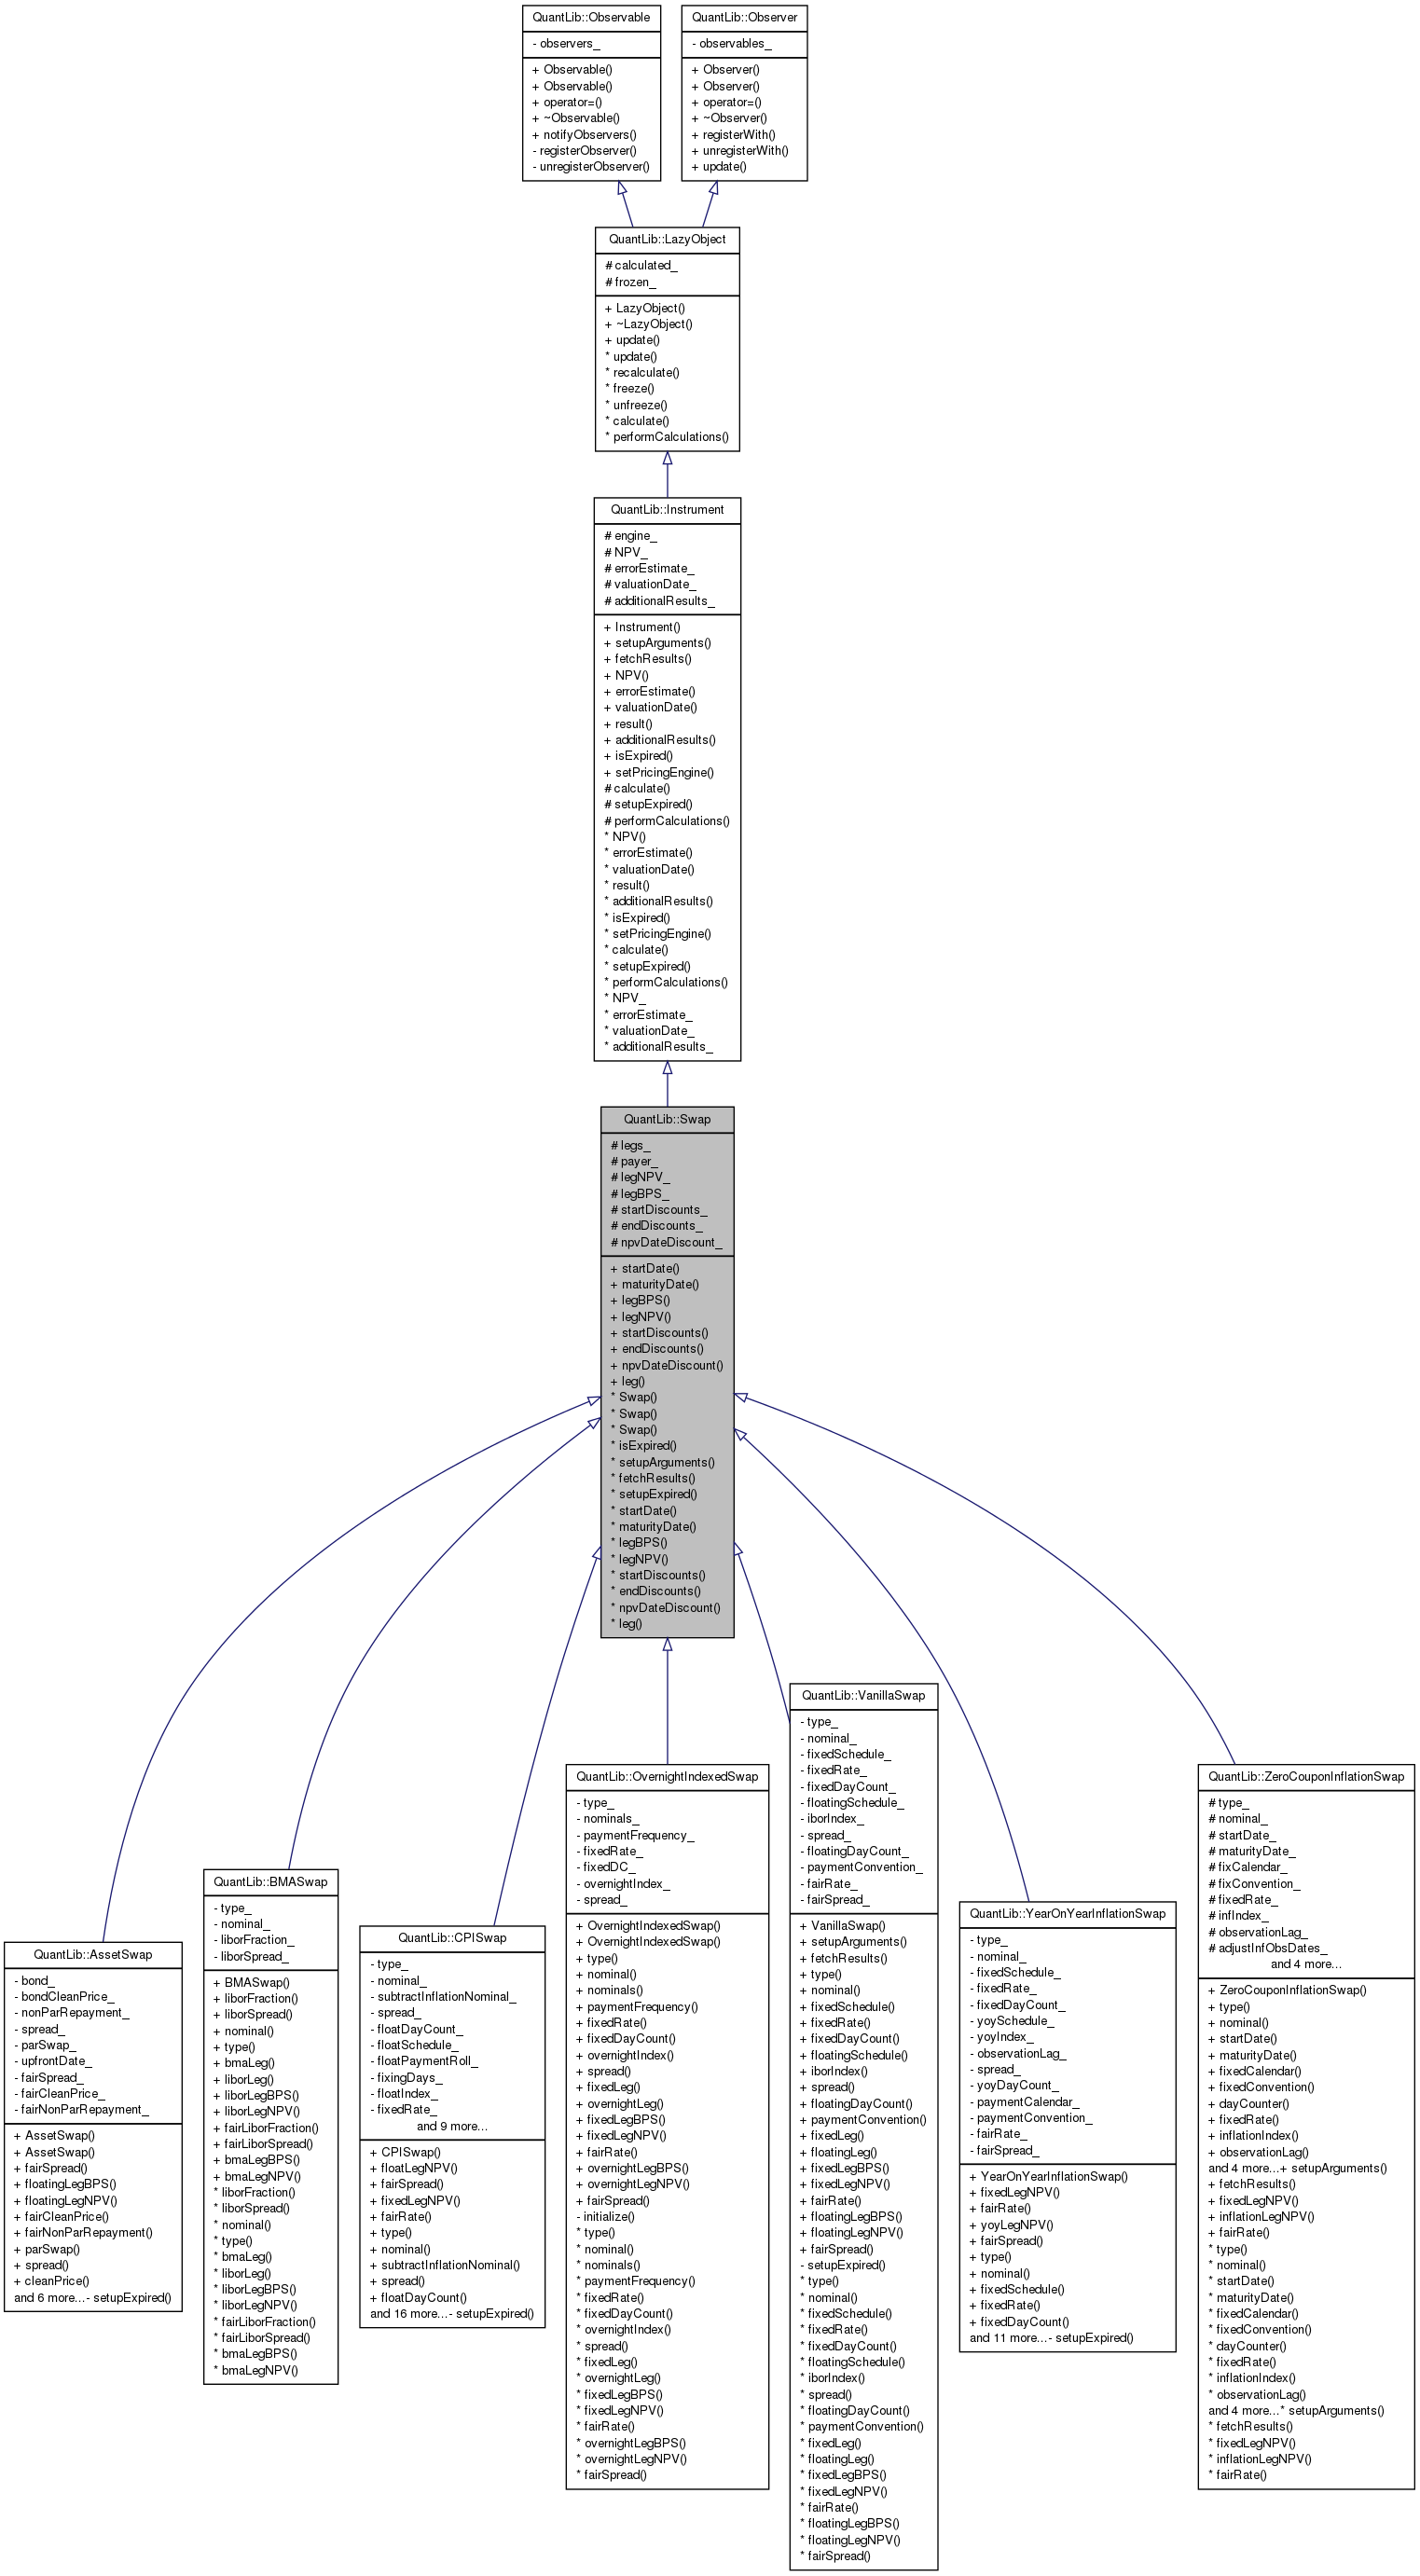 QuantLib::Observable
- observers_
+ Observable()
+ Observable()
+ operator=()
+ ~Observable()
+ notifyObservers()
- registerObserver()
- unregisterObserver()
QuantLib::Observer
- observables_
+ Observer()
+ Observer()
+ operator=()
+ ~Observer()
+ registerWith()
+ unregisterWith()
+ update()
QuantLib::LazyObject
# calculated_
# frozen_
+ LazyObject()
+ ~LazyObject()
+ update()
* update()
* recalculate()
* freeze()
* unfreeze()
* calculate()
* performCalculations()
QuantLib::Instrument
# engine_
# NPV_
# errorEstimate_
# valuationDate_
# additionalResults_
+ Instrument()
+ setupArguments()
+ fetchResults()
+ NPV()
+ errorEstimate()
+ valuationDate()
+ result()
+ additionalResults()
+ isExpired()
+ setPricingEngine()
# calculate()
# setupExpired()
# performCalculations()
* NPV()
* errorEstimate()
* valuationDate()
* result()
* additionalResults()
* isExpired()
* setPricingEngine()
* calculate()
* setupExpired()
* performCalculations()
* NPV_
* errorEstimate_
* valuationDate_
* additionalResults_
QuantLib::Swap
# legs_
# payer_
# legNPV_
# legBPS_
# startDiscounts_
# endDiscounts_
# npvDateDiscount_
+ startDate()
+ maturityDate()
+ legBPS()
+ legNPV()
+ startDiscounts()
+ endDiscounts()
+ npvDateDiscount()
+ leg()
* Swap()
* Swap()
* Swap()
* isExpired()
* setupArguments()
* fetchResults()
* setupExpired()
* startDate()
* maturityDate()
* legBPS()
* legNPV()
* startDiscounts()
* endDiscounts()
* npvDateDiscount()
* leg()
QuantLib::AssetSwap
- bond_
- bondCleanPrice_
- nonParRepayment_
- spread_
- parSwap_
- upfrontDate_
- fairSpread_
- fairCleanPrice_
- fairNonParRepayment_
+ AssetSwap()
+ AssetSwap()
+ fairSpread()
+ floatingLegBPS()
+ floatingLegNPV()
+ fairCleanPrice()
+ fairNonParRepayment()
+ parSwap()
+ spread()
+ cleanPrice()
and 6 more...- setupExpired()
QuantLib::BMASwap
- type_
- nominal_
- liborFraction_
- liborSpread_
+ BMASwap()
+ liborFraction()
+ liborSpread()
+ nominal()
+ type()
+ bmaLeg()
+ liborLeg()
+ liborLegBPS()
+ liborLegNPV()
+ fairLiborFraction()
+ fairLiborSpread()
+ bmaLegBPS()
+ bmaLegNPV()
* liborFraction()
* liborSpread()
* nominal()
* type()
* bmaLeg()
* liborLeg()
* liborLegBPS()
* liborLegNPV()
* fairLiborFraction()
* fairLiborSpread()
* bmaLegBPS()
* bmaLegNPV()
QuantLib::CPISwap
- type_
- nominal_
- subtractInflationNominal_
- spread_
- floatDayCount_
- floatSchedule_
- floatPaymentRoll_
- fixingDays_
- floatIndex_
- fixedRate_
and 9 more...
+ CPISwap()
+ floatLegNPV()
+ fairSpread()
+ fixedLegNPV()
+ fairRate()
+ type()
+ nominal()
+ subtractInflationNominal()
+ spread()
+ floatDayCount()
and 16 more...- setupExpired()
QuantLib::OvernightIndexedSwap
- type_
- nominals_
- paymentFrequency_
- fixedRate_
- fixedDC_
- overnightIndex_
- spread_
+ OvernightIndexedSwap()
+ OvernightIndexedSwap()
+ type()
+ nominal()
+ nominals()
+ paymentFrequency()
+ fixedRate()
+ fixedDayCount()
+ overnightIndex()
+ spread()
+ fixedLeg()
+ overnightLeg()
+ fixedLegBPS()
+ fixedLegNPV()
+ fairRate()
+ overnightLegBPS()
+ overnightLegNPV()
+ fairSpread()
- initialize()
* type()
* nominal()
* nominals()
* paymentFrequency()
* fixedRate()
* fixedDayCount()
* overnightIndex()
* spread()
* fixedLeg()
* overnightLeg()
* fixedLegBPS()
* fixedLegNPV()
* fairRate()
* overnightLegBPS()
* overnightLegNPV()
* fairSpread()
QuantLib::VanillaSwap
- type_
- nominal_
- fixedSchedule_
- fixedRate_
- fixedDayCount_
- floatingSchedule_
- iborIndex_
- spread_
- floatingDayCount_
- paymentConvention_
- fairRate_
- fairSpread_
+ VanillaSwap()
+ setupArguments()
+ fetchResults()
+ type()
+ nominal()
+ fixedSchedule()
+ fixedRate()
+ fixedDayCount()
+ floatingSchedule()
+ iborIndex()
+ spread()
+ floatingDayCount()
+ paymentConvention()
+ fixedLeg()
+ floatingLeg()
+ fixedLegBPS()
+ fixedLegNPV()
+ fairRate()
+ floatingLegBPS()
+ floatingLegNPV()
+ fairSpread()
- setupExpired()
* type()
* nominal()
* fixedSchedule()
* fixedRate()
* fixedDayCount()
* floatingSchedule()
* iborIndex()
* spread()
* floatingDayCount()
* paymentConvention()
* fixedLeg()
* floatingLeg()
* fixedLegBPS()
* fixedLegNPV()
* fairRate()
* floatingLegBPS()
* floatingLegNPV()
* fairSpread()
QuantLib::YearOnYearInflationSwap
- type_
- nominal_
- fixedSchedule_
- fixedRate_
- fixedDayCount_
- yoySchedule_
- yoyIndex_
- observationLag_
- spread_
- yoyDayCount_
- paymentCalendar_
- paymentConvention_
- fairRate_
- fairSpread_
+ YearOnYearInflationSwap()
+ fixedLegNPV()
+ fairRate()
+ yoyLegNPV()
+ fairSpread()
+ type()
+ nominal()
+ fixedSchedule()
+ fixedRate()
+ fixedDayCount()
and 11 more...- setupExpired()
QuantLib::ZeroCouponInflationSwap
# type_
# nominal_
# startDate_
# maturityDate_
# fixCalendar_
# fixConvention_
# fixedRate_
# infIndex_
# observationLag_
# adjustInfObsDates_
and 4 more...
+ ZeroCouponInflationSwap()
+ type()
+ nominal()
+ startDate()
+ maturityDate()
+ fixedCalendar()
+ fixedConvention()
+ dayCounter()
+ fixedRate()
+ inflationIndex()
+ observationLag()
and 4 more...+ setupArguments()
+ fetchResults()
+ fixedLegNPV()
+ inflationLegNPV()
+ fairRate()
* type()
* nominal()
* startDate()
* maturityDate()
* fixedCalendar()
* fixedConvention()
* dayCounter()
* fixedRate()
* inflationIndex()
* observationLag()
and 4 more...* setupArguments()
* fetchResults()
* fixedLegNPV()
* inflationLegNPV()
* fairRate()